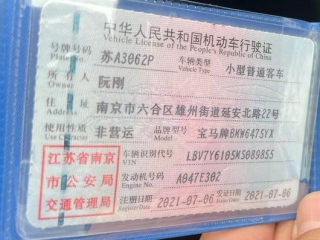 中华人民共和国机动车行驶证
Vehicle License of the People's Republic of China
号牌号码 苏A3062P 车辆类型 小型普通客车
Plate No. Vehicle Type
所有人 阮刚
Owner
住址 南京市六合区雄州街道延安北路22号
Address
使用性质 非营运 品牌型号 宝马牌BMW6475YX
Use Character Model
江苏省南京
市公安局
交通管理局
车辆识别代号 LBV7Y6105MS089855
VIN
发动机号码 A047E302
Engine No.
注册日期 2021-07-06 发证日期 2021-07-06
Register Date Issue Date